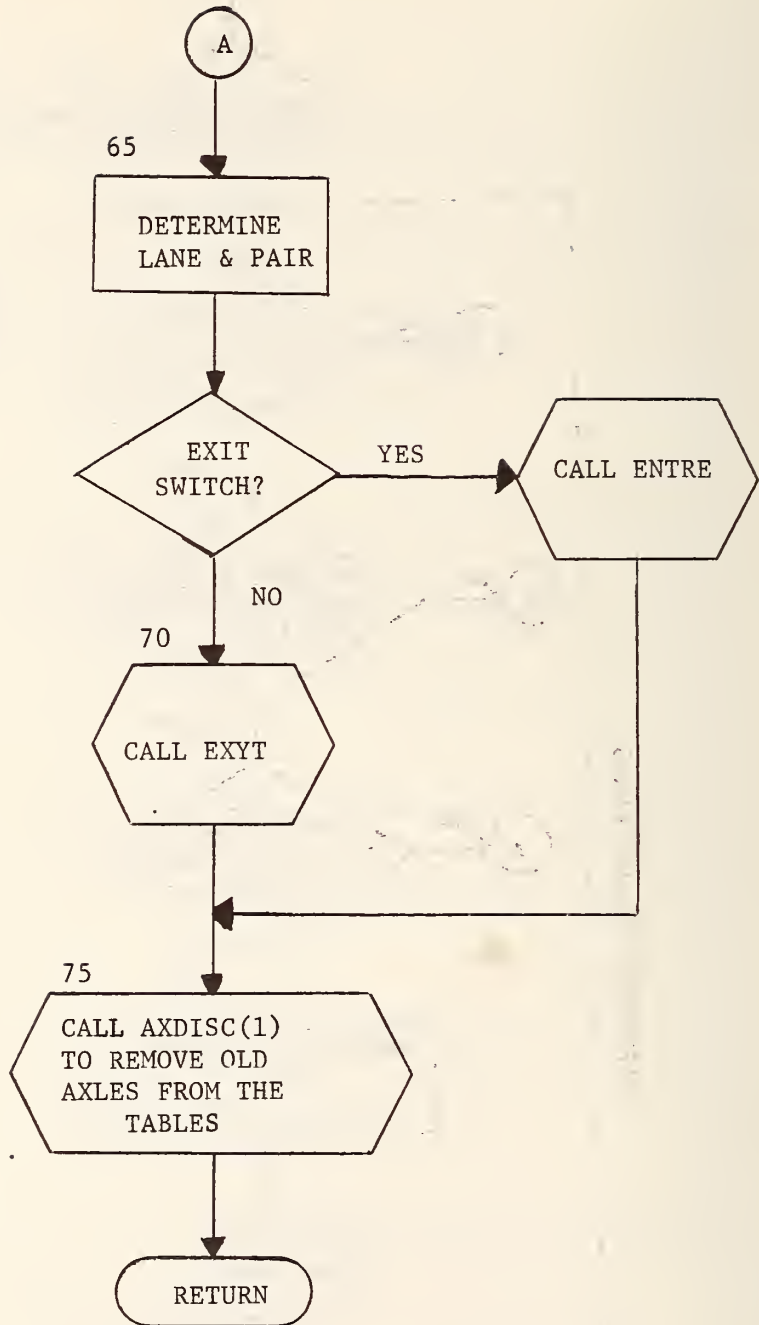 A
65
DETERMINE
LANE & PAIR
EXIT
SWITCH?
YES
CALL ENTRE
NO
70
CALL EXYT
75
CALL AXDISC(1)
TO REMOVE OLD
AXLES FROM THE
TABLES
RETURN